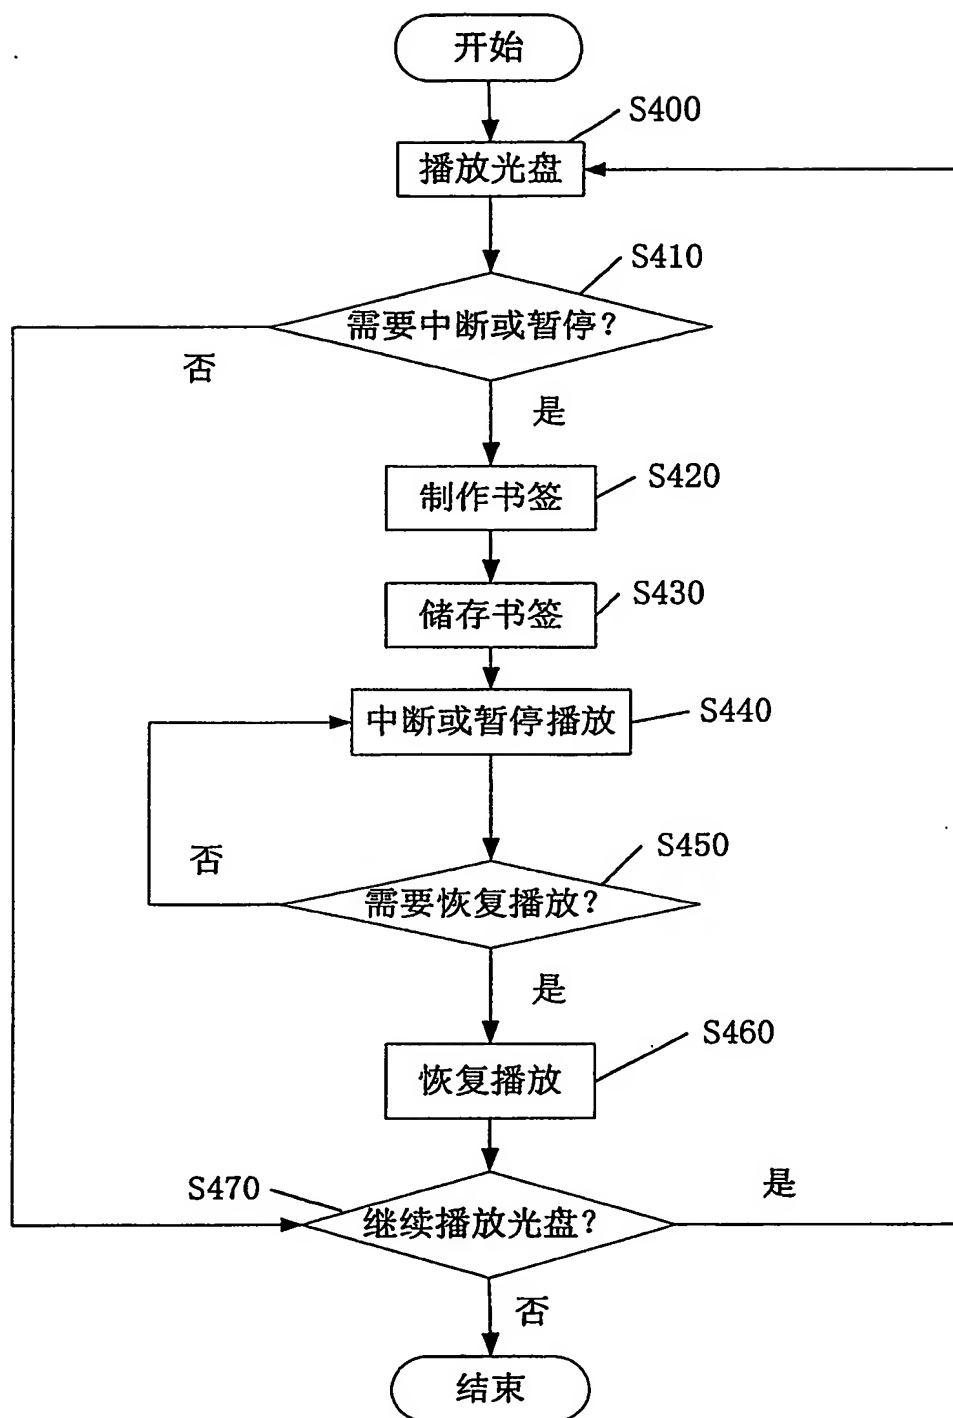 开始
S400
播放光盘
S410
需要中断或暂停?
否
是
S420
制作书签
S430
储存书签
S440
中断或暂停播放
S450
否
需要恢复播放?
是
S460
恢复播放
S470
是
继续播放光盘?
否
结束